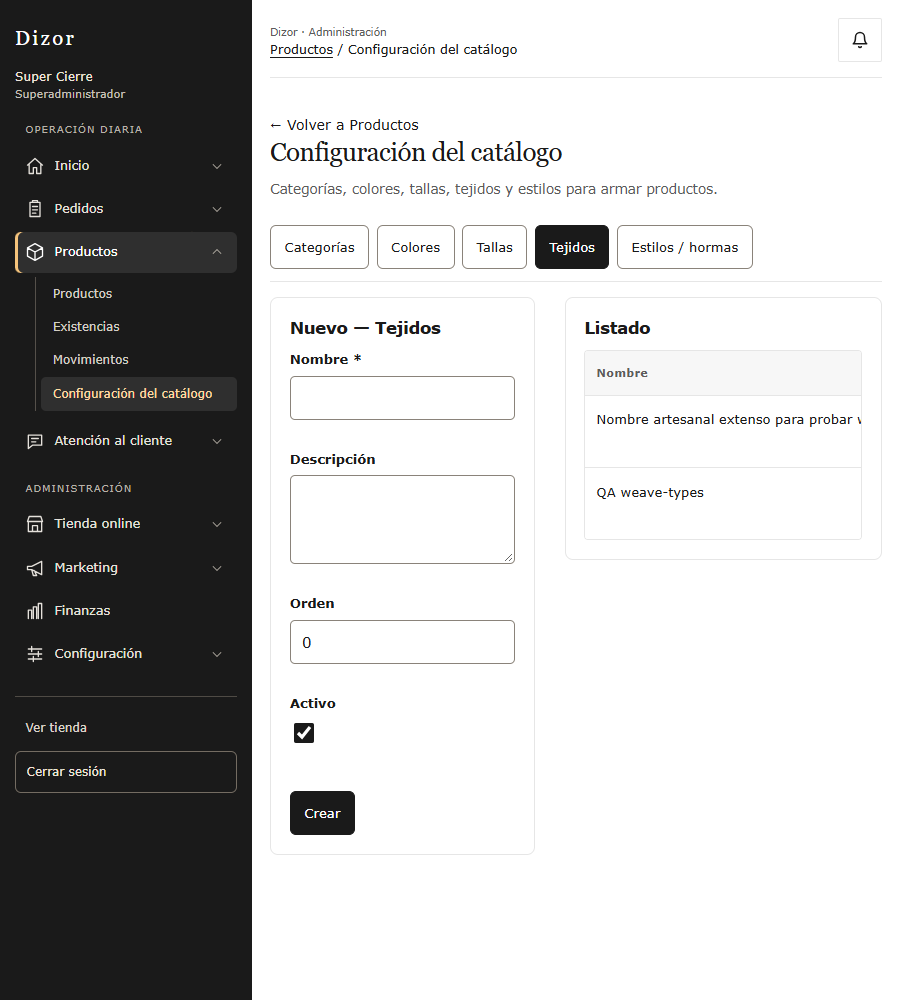 Dizor
Super Cierre
Superadministrador
OPERACIÓN DIARIA
Inicio
Pedidos
Productos
Productos
Existencias
Movimientos
Configuración del catálogo
Atención al cliente
ADMINISTRACIÓN
Tienda online
Marketing
Finanzas
Configuración
Ver tienda
Cerrar sesión
Dizor · Administración
Productos / Configuración del catálogo
← Volver a Productos
Configuración del catálogo
Categorías, colores, tallas, tejidos y estilos para armar productos.
Categorías Colores Tallas Tejidos Estilos / hormas
Nuevo — Tejidos
Nombre *
Descripción
Orden
0
Activo
Crear
Listado
Nombre
Nombre artesanal extenso para probar
QA weave-types